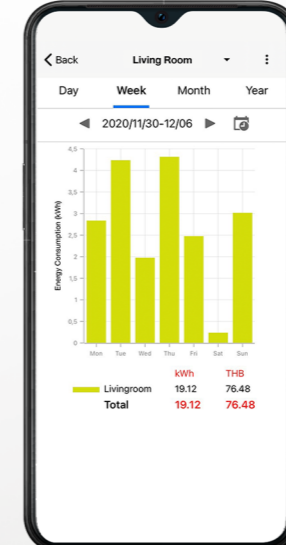 Back Living Room
Day Week Month Year
2020/11/30-12/06
Energy Consumption (kWh)
4,5
4
3,5
3
2,5
2
1,5
1
0,5
0
Mon Tue Wed Thu Fri Sat Sun
kWh THB
Livingroom 19.12 76.48
Total 19.12 76.48